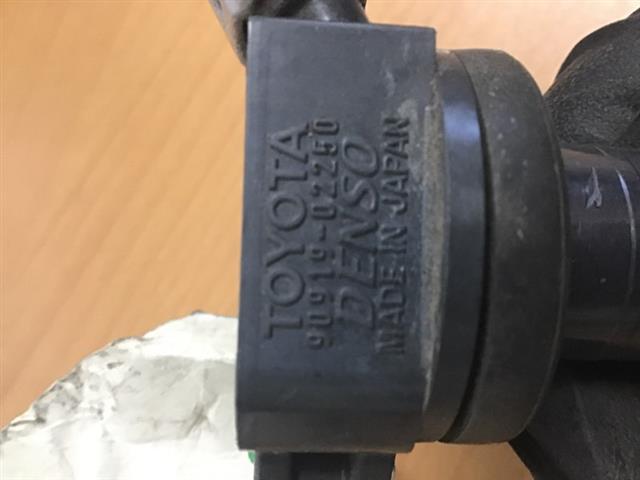 TOYOTA
90919-02250
DENSO
MADE IN JAPAN